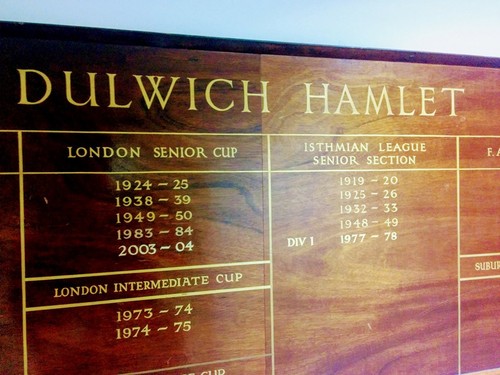 DULWICH HAMLET
LONDON SENIOR CUP
1924 - 25
1938 - 39
1949 - 50
1983 - 84
2003 - 04
LONDON INTERMEDIATE CUP
1973 - 74
1974 - 75
CUP
ISTHMIAN LEAGUE
SENIOR SECTION
1919 - 20
1925 - 26
1932 - 33
1948 - 49
DIV 1 1977 - 78